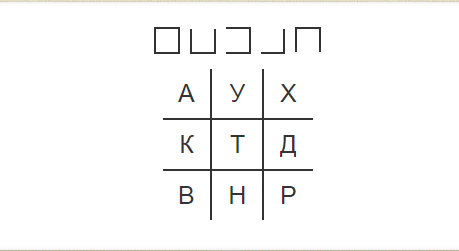 А У Х
К Т Д
В Н Р